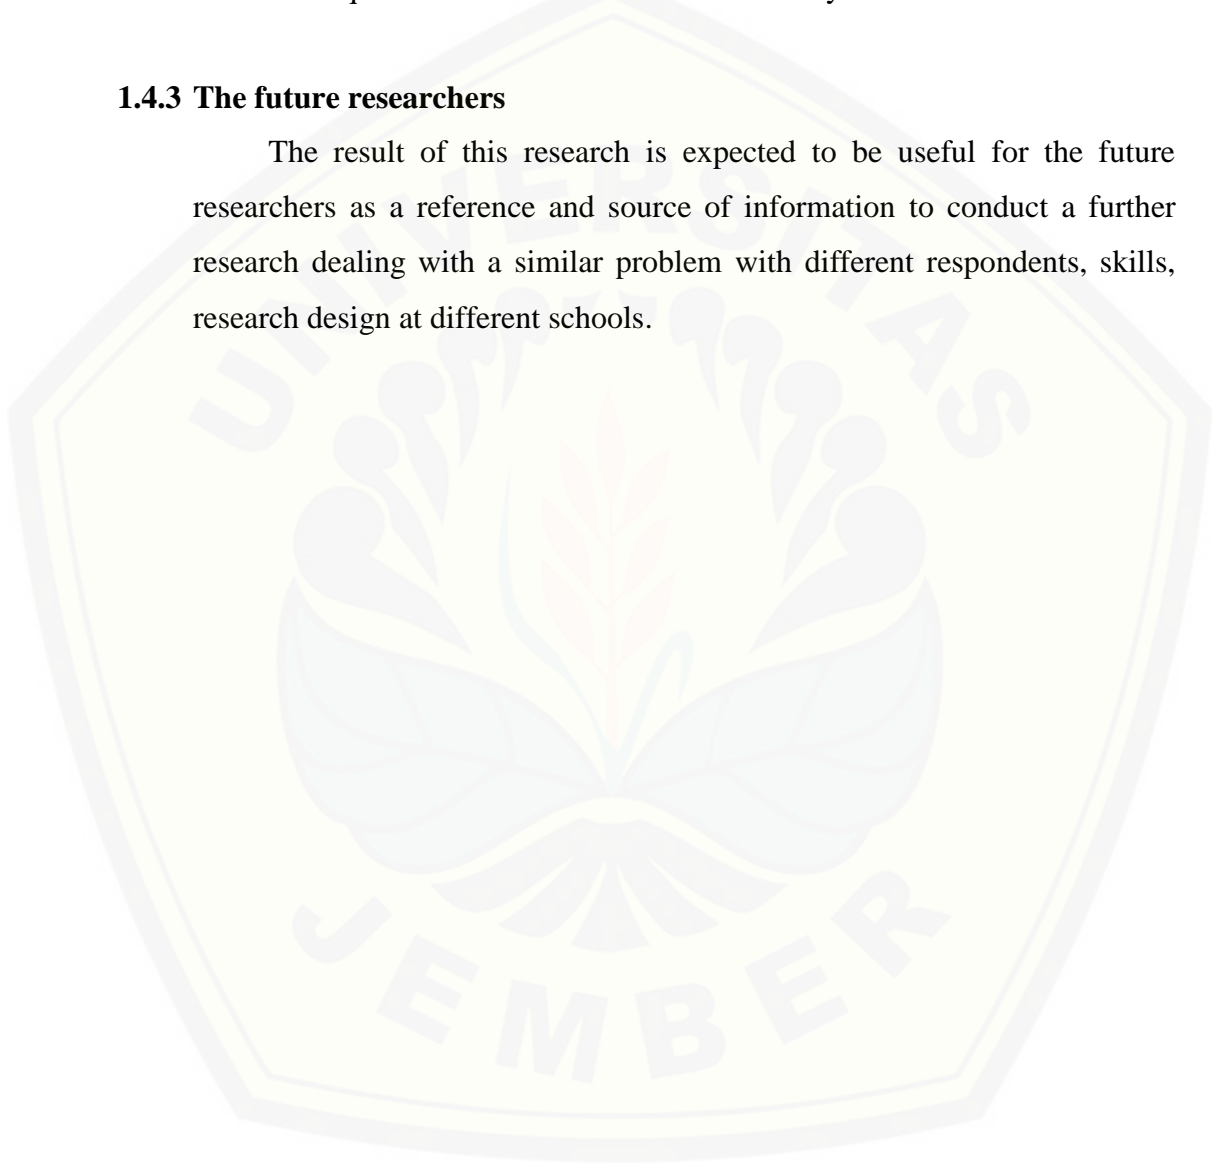 1.4.3 The future researchers
The result of this research is expected to be useful for the future
researchers as a reference and source of information to conduct a further
research dealing with a similar problem with different respondents, skills,
research design at different schools.
UNIVERSITAS
JEMBER